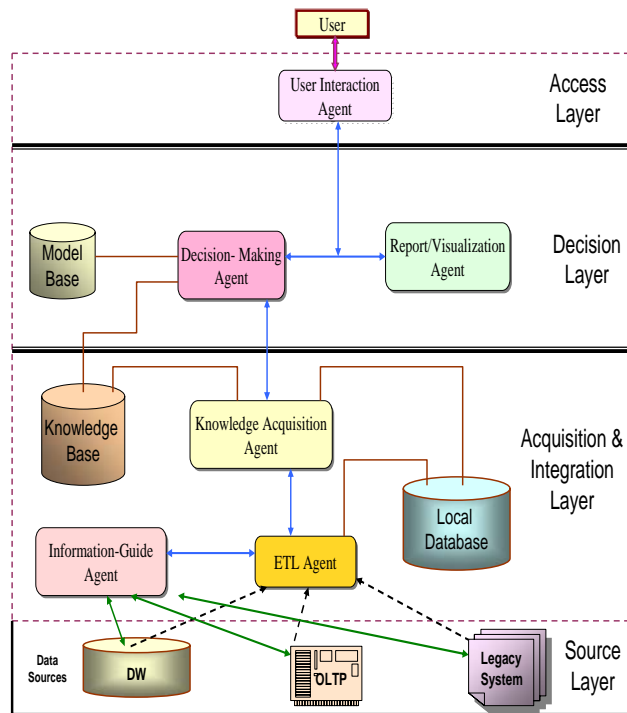 User
User Interaction
Agent
Access
Layer
Model
Base
Decision- Making
Agent
Report/Visualization
Agent
Decision
Layer
Knowledge
Base
Knowledge Acquisition
Agent
Acquisition &
Integration
Layer
Local
Database
Information-Guide
Agent
ETL Agent
Data
Sources
DW
OLTP
Legacy
System
Source
Layer